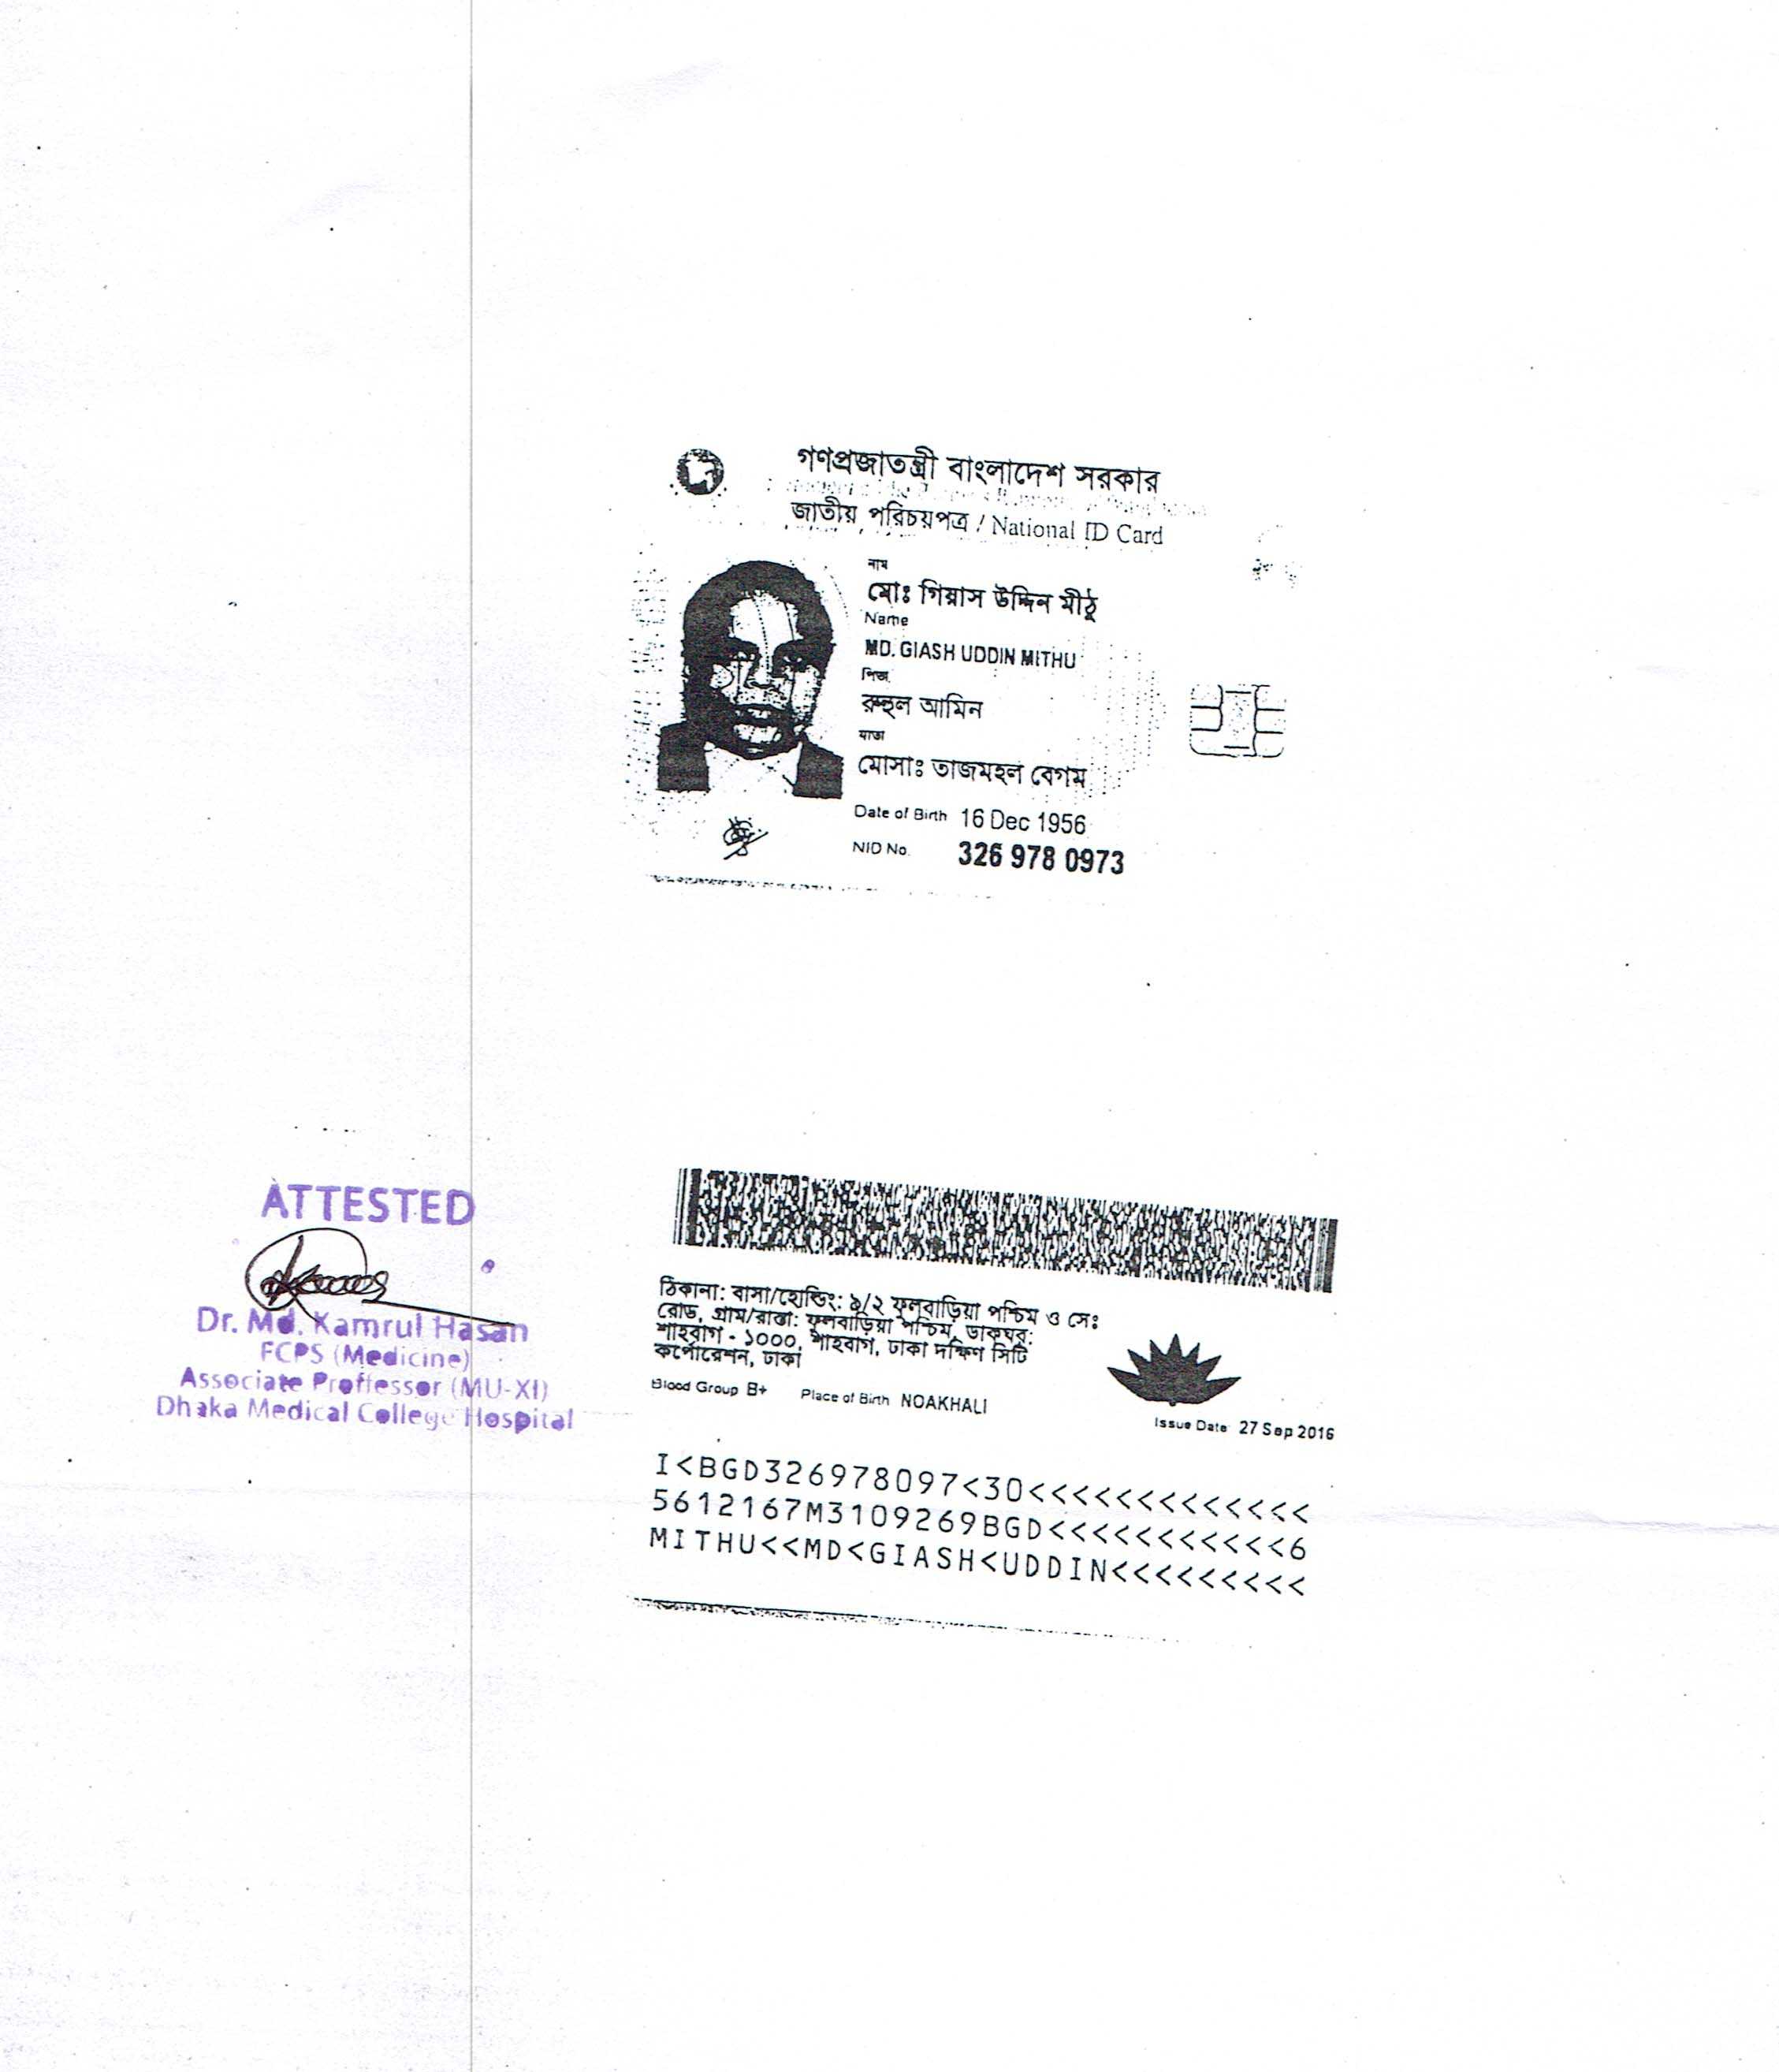 গণপ্রজাতন্ত্রী বাংলাদেশ সরকার
জাতীয় পরিচয়পত্র / National ID Card
নাম
মোঃ গিয়াস উদ্দিন মীঠু
Name
MD. GIASH UDDIN MITHU
পিতা
রুহুল আমিন
মাতা
মোসাঃ তাজমহল বেগম
Date of Birth 16 Dec 1956
NID No. 326 978 0973
ATTESTED
Dr. Md. Kamrul Hasan
FCPS (Medicine)
Associate Proffessor (MU-XI)
Dhaka Medical College Hospital
ঠিকানা: বাসা/হোল্ডিং: ৯/২ ফুলবাড়িয়া পশ্চিম ও সেঃ
রোড, গ্রাম/রাস্তা: ফুলবাড়িয়া পশ্চিম, ডাকঘর:
শাহবাগ - ১০০০, শাহবাগ, ঢাকা দক্ষিণ সিটি
কর্পোরেশন, ঢাকা
Blood Group B+ Place of Birth NOAKHALI
Issue Date 27 Sep 2016
I<BGD326978097<30<<<<<<<<<<<<<
5612167M3109269BGD<<<<<<<<<<<6
MITHU<<MD<GIASH<UDDIN<<<<<<<<<